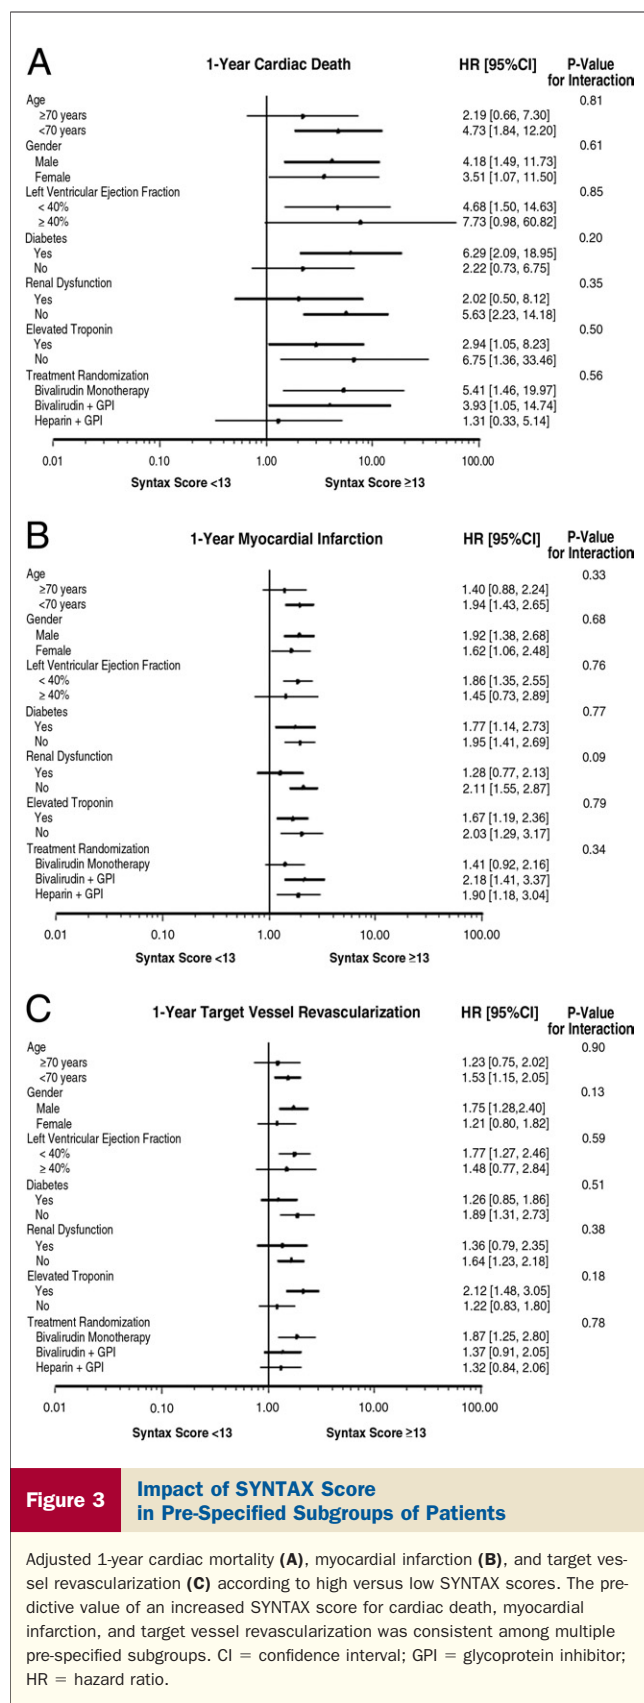 A
1-Year Cardiac Death HR [95%CI] P-Value
for Interaction
Age 0.81
≥70 years 2.19 [0.66, 7.30]
<70 years 4.73 [1.84, 12.20]
Gender 0.61
Male 4.18 [1.49, 11.73]
Female 3.51 [1.07, 11.50]
Left Ventricular Ejection Fraction 0.85
< 40% 4.68 [1.50, 14.63]
≥ 40% 7.73 [0.98, 60.82]
Diabetes 0.20
Yes 6.29 [2.09, 18.95]
No 2.22 [0.73, 6.75]
Renal Dysfunction 0.35
Yes 2.02 [0.50, 8.12]
No 5.63 [2.23, 14.18]
Elevated Troponin 0.50
Yes 2.94 [1.05, 8.23]
No 6.75 [1.36, 33.46]
Treatment Randomization 0.56
Bivalirudin Monotherapy 5.41 [1.46, 19.97]
Bivalirudin + GPI 3.93 [1.05, 14.74]
Heparin + GPI 1.31 [0.33, 5.14]
0.01 0.10 1.00 10.00 100.00
Syntax Score <13 Syntax Score ≥13
B
1-Year Myocardial Infarction HR [95%CI] P-Value
for Interaction
Age 0.33
≥70 years 1.40 [0.88, 2.24]
<70 years 1.94 [1.43, 2.65]
Gender 0.68
Male 1.92 [1.38, 2.68]
Female 1.62 [1.06, 2.48]
Left Ventricular Ejection Fraction 0.76
< 40% 1.86 [1.35, 2.55]
≥ 40% 1.45 [0.73, 2.89]
Diabetes 0.77
Yes 1.77 [1.14, 2.73]
No 1.95 [1.41, 2.69]
Renal Dysfunction 0.09
Yes 1.28 [0.77, 2.13]
No 2.11 [1.55, 2.87]
Elevated Troponin 0.79
Yes 1.67 [1.19, 2.36]
No 2.03 [1.29, 3.17]
Treatment Randomization 0.34
Bivalirudin Monotherapy 1.41 [0.92, 2.16]
Bivalirudin + GPI 2.18 [1.41, 3.37]
Heparin + GPI 1.90 [1.18, 3.04]
0.01 0.10 1.00 10.00 100.00
Syntax Score <13 Syntax Score ≥13
C
1-Year Target Vessel Revascularization HR [95%CI] P-Value
for Interaction
Age 0.90
≥70 years 1.23 [0.75, 2.02]
<70 years 1.53 [1.15, 2.05]
Gender 0.13
Male 1.75 [1.28,2.40]
Female 1.21 [0.80, 1.82]
Left Ventricular Ejection Fraction 0.59
< 40% 1.77 [1.27, 2.46]
≥ 40% 1.48 [0.77, 2.84]
Diabetes 0.51
Yes 1.26 [0.85, 1.86]
No 1.89 [1.31, 2.73]
Renal Dysfunction 0.38
Yes 1.36 [0.79, 2.35]
No 1.64 [1.23, 2.18]
Elevated Troponin 0.18
Yes 2.12 [1.48, 3.05]
No 1.22 [0.83, 1.80]
Treatment Randomization 0.78
Bivalirudin Monotherapy 1.87 [1.25, 2.80]
Bivalirudin + GPI 1.37 [0.91, 2.05]
Heparin + GPI 1.32 [0.84, 2.06]
0.01 0.10 1.00 10.00 100.00
Syntax Score <13 Syntax Score ≥13
Figure 3
Impact of SYNTAX Score
in Pre-Specified Subgroups of Patients
Adjusted 1-year cardiac mortality (A), myocardial infarction (B), and target ves-
sel revascularization (C) according to high versus low SYNTAX scores. The pre-
dictive value of an increased SYNTAX score for cardiac death, myocardial
infarction, and target vessel revascularization was consistent among multiple
pre-specified subgroups. CI = confidence interval; GPI = glycoprotein inhibitor;
HR = hazard ratio.